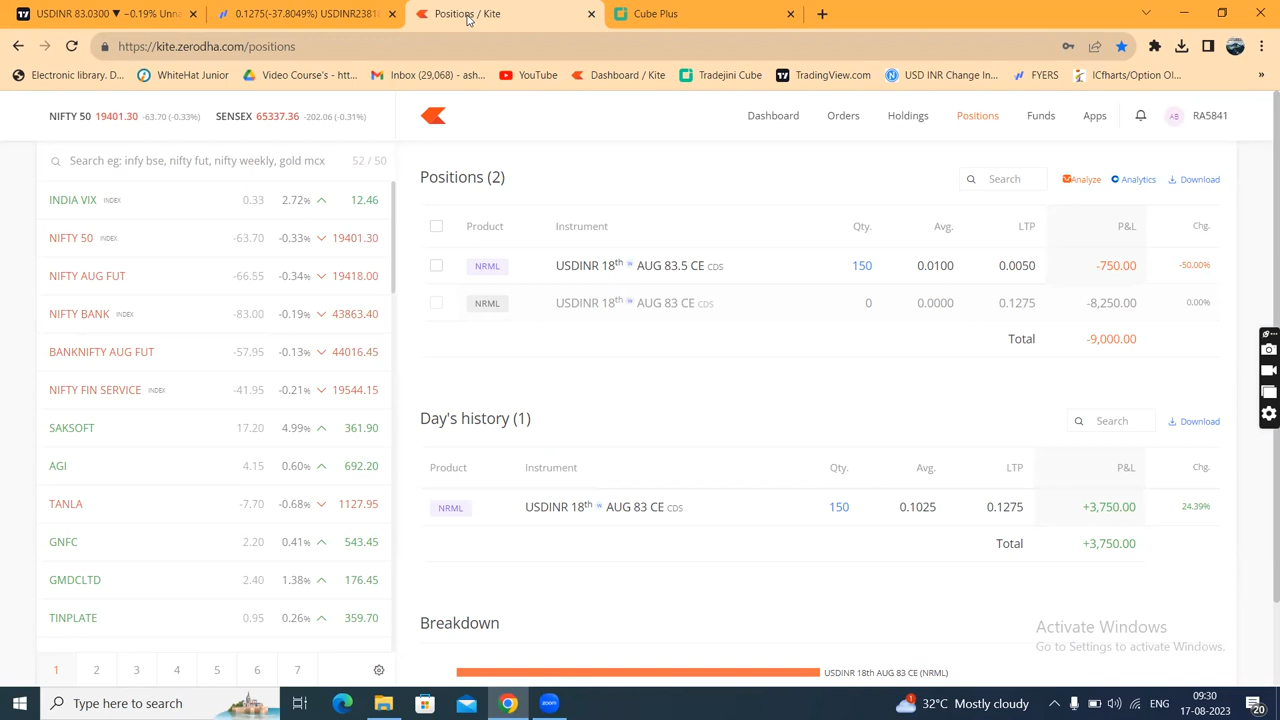 USDINR 83.0300 ▼ −0.19% Unna
0.1275(-37.8049%) USDINR2381
Positions / Kite
Cube Plus
https://kite.zerodha.com/positions
Electronic library. D...
WhiteHat Junior
Video Course's - htt...
Inbox (29,068) - ash...
YouTube
Dashboard / Kite
Tradejini Cube
TradingView.com
USD INR Change In...
FYERS
ICfharts/Option Ol...
»
NIFTY 50 19401.30 -63.70 (-0.33%) SENSEX 65337.36 -202.06 (-0.31%)
Dashboard Orders Holdings Positions Funds Apps AB RA5841
Search eg: infy bse, nifty fut, nifty weekly, gold mcx 52 / 50
INDIA VIX INDEX 0.33 2.72% 12.46
NIFTY 50 INDEX -63.70 -0.33% 19401.30
NIFTY AUG FUT -66.55 -0.34% 19418.00
NIFTY BANK INDEX -83.00 -0.19% 43863.40
BANKNIFTY AUG FUT -57.95 -0.13% 44016.45
NIFTY FIN SERVICE INDEX -41.95 -0.21% 19544.15
SAKSOFT 17.20 4.99% 361.90
AGI 4.15 0.60% 692.20
TANLA -7.70 -0.68% 1127.95
GNFC 2.20 0.41% 543.45
GMDCLTD 2.40 1.38% 176.45
TINPLATE 0.95 0.26% 359.70
1 2 3 4 5 6 7
Positions (2)
Search Analyze Analytics Download
Product Instrument Qty. Avg. LTP P&L Chg.
NRML USDINR 18th w AUG 83.5 CE CDS 150 0.0100 0.0050 -750.00 -50.00%
NRML USDINR 18th w AUG 83 CE CDS 0 0.0000 0.1275 -8,250.00 0.00%
Total -9,000.00
Day's history (1)
Search Download
Product Instrument Qty. Avg. LTP P&L Chg.
NRML USDINR 18th w AUG 83 CE CDS 150 0.1025 0.1275 +3,750.00 24.39%
Total +3,750.00
Breakdown
USDINR 18th AUG 83 CE (NRML)
Activate Windows
Go to Settings to activate Windows.
Type here to search
zoom
1
32°C Mostly cloudy
ENG
09:30
17-08-2023
20